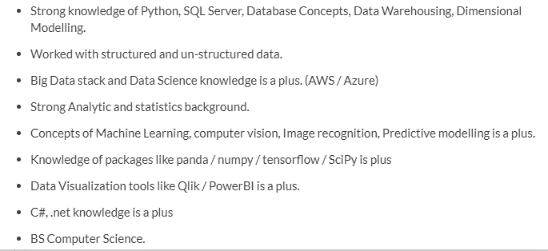 • Strong knowledge of Python, SQL Server, Database Concepts, Data Warehousing, Dimensional
Modelling.
• Worked with structured and un-structured data.
• Big Data stack and Data Science knowledge is a plus. (AWS / Azure)
• Strong Analytic and statistics background.
• Concepts of Machine Learning, computer vision, Image recognition, Predictive modelling is a plus.
• Knowledge of packages like panda / numpy / tensorflow / SciPy is plus
• Data Visualization tools like Qlik / PowerBI is a plus.
• C#, .net knowledge is a plus
• BS Computer Science.